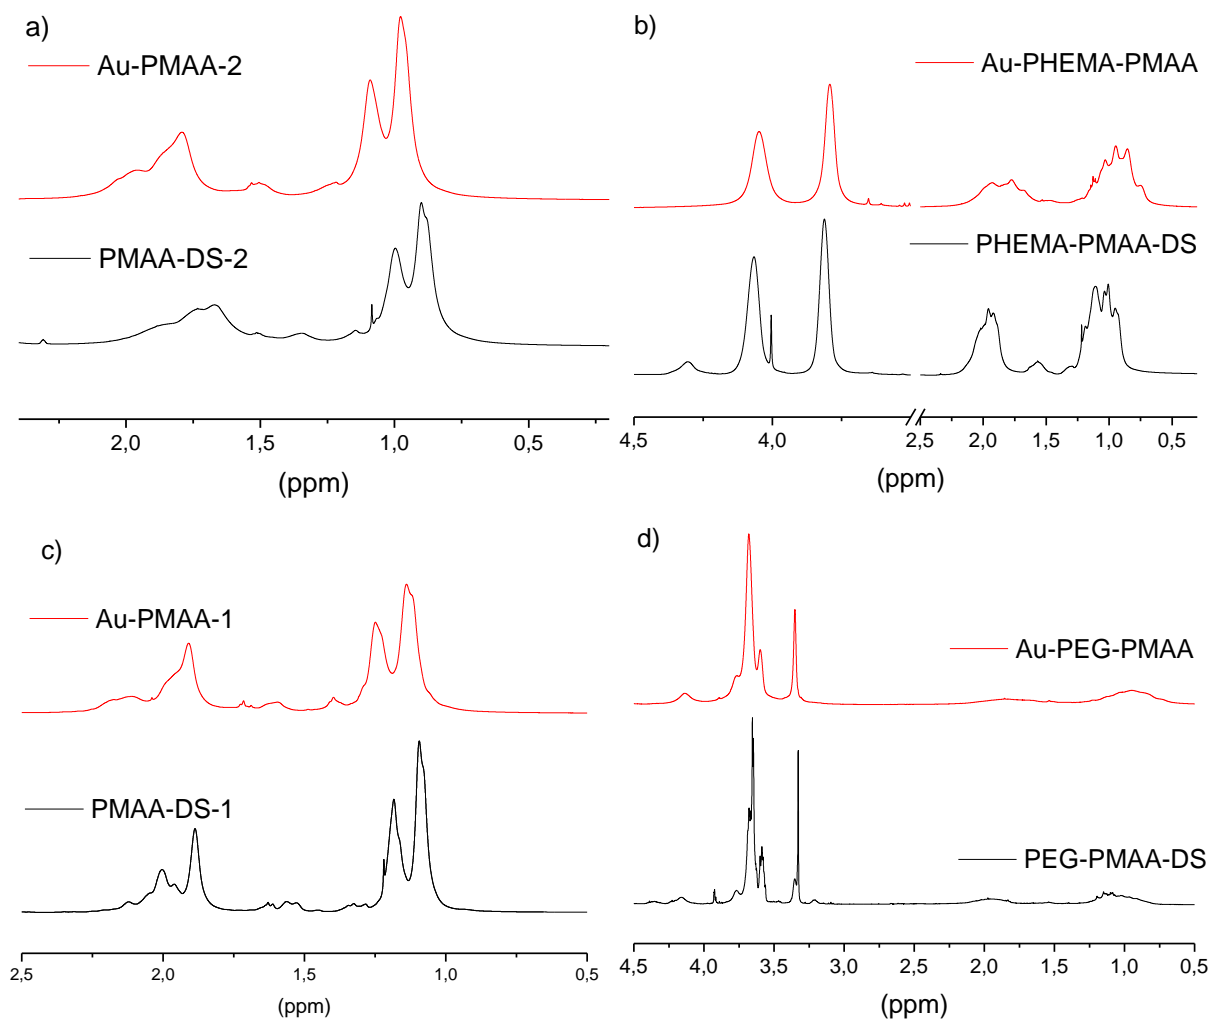 a)
Au-PMAA-2
PMAA-DS-2
2,0 1,5 1,0 0,5
(ppm)
b)
Au-PHEMA-PMAA
PHEMA-PMAA-DS
4,5 4,0 2,5 2,0 1,5 1,0 0,5
(ppm)
c)
Au-PMAA-1
PMAA-DS-1
2,5 2,0 1,5 1,0 0,5
(ppm)
d)
Au-PEG-PMAA
PEG-PMAA-DS
4,5 4,0 3,5 3,0 2,5 2,0 1,5 1,0 0,5
(ppm)